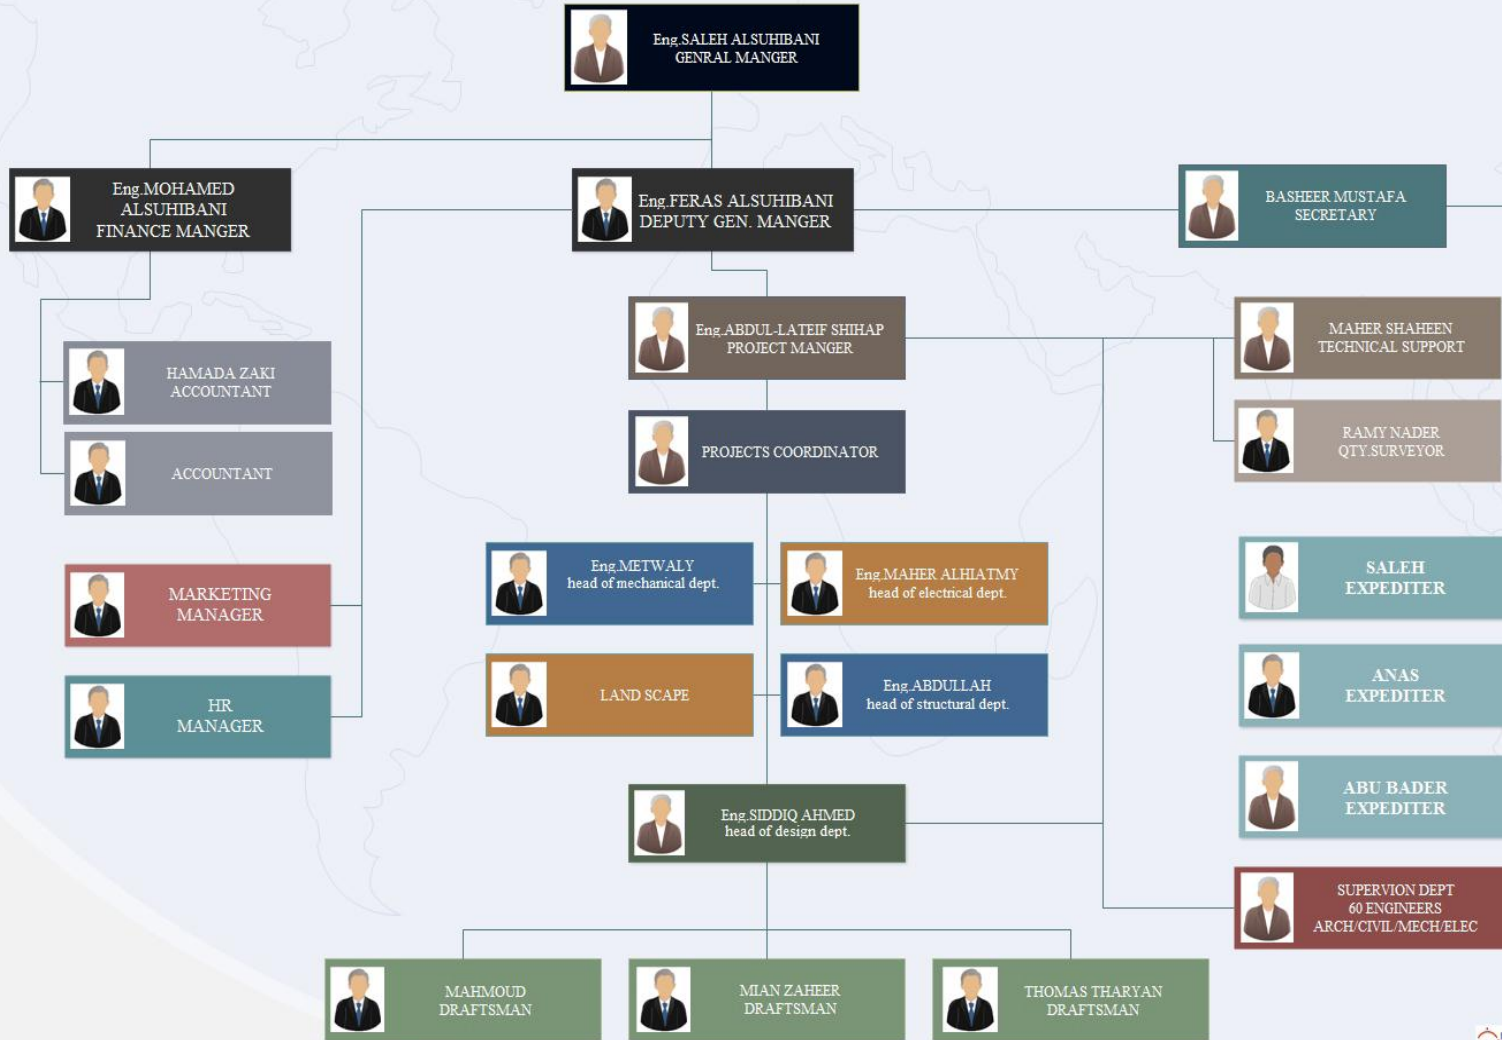 Eng.SALEH ALSUHIBANI
GENRAL MANGER
Eng.MOHAMED
ALSUHIBANI
FINANCE MANGER
Eng.FERAS ALSUHIBANI
DEPUTY GEN. MANGER
BASHEER MUSTAFA
SECRETARY
Eng.ABDUL-LATEIF SHIHAP
PROJECT MANGER
MAHER SHAHEEN
TECHNICAL SUPPORT
HAMADA ZAKI
ACCOUNTANT
RAMY NADER
QTY.SURVEYOR
PROJECTS COORDINATOR
ACCOUNTANT
MARKETING
MANAGER
Eng.METWALY
head of mechanical dept.
Eng.MAHER ALHIATMY
head of electrical dept.
SALEH
EXPEDITER
HR
MANAGER
LAND SCAPE
Eng.ABDULLAH
head of structural dept.
ANAS
EXPEDITER
Eng.SIDDIQ AHMED
head of design dept.
ABU BADER
EXPEDITER
SUPERVION DEPT
60 ENGINEERS
ARCH/CIVIL/MECH/ELEC
MAHMOUD
DRAFTSMAN
MIAN ZAHEER
DRAFTSMAN
THOMAS THARYAN
DRAFTSMAN